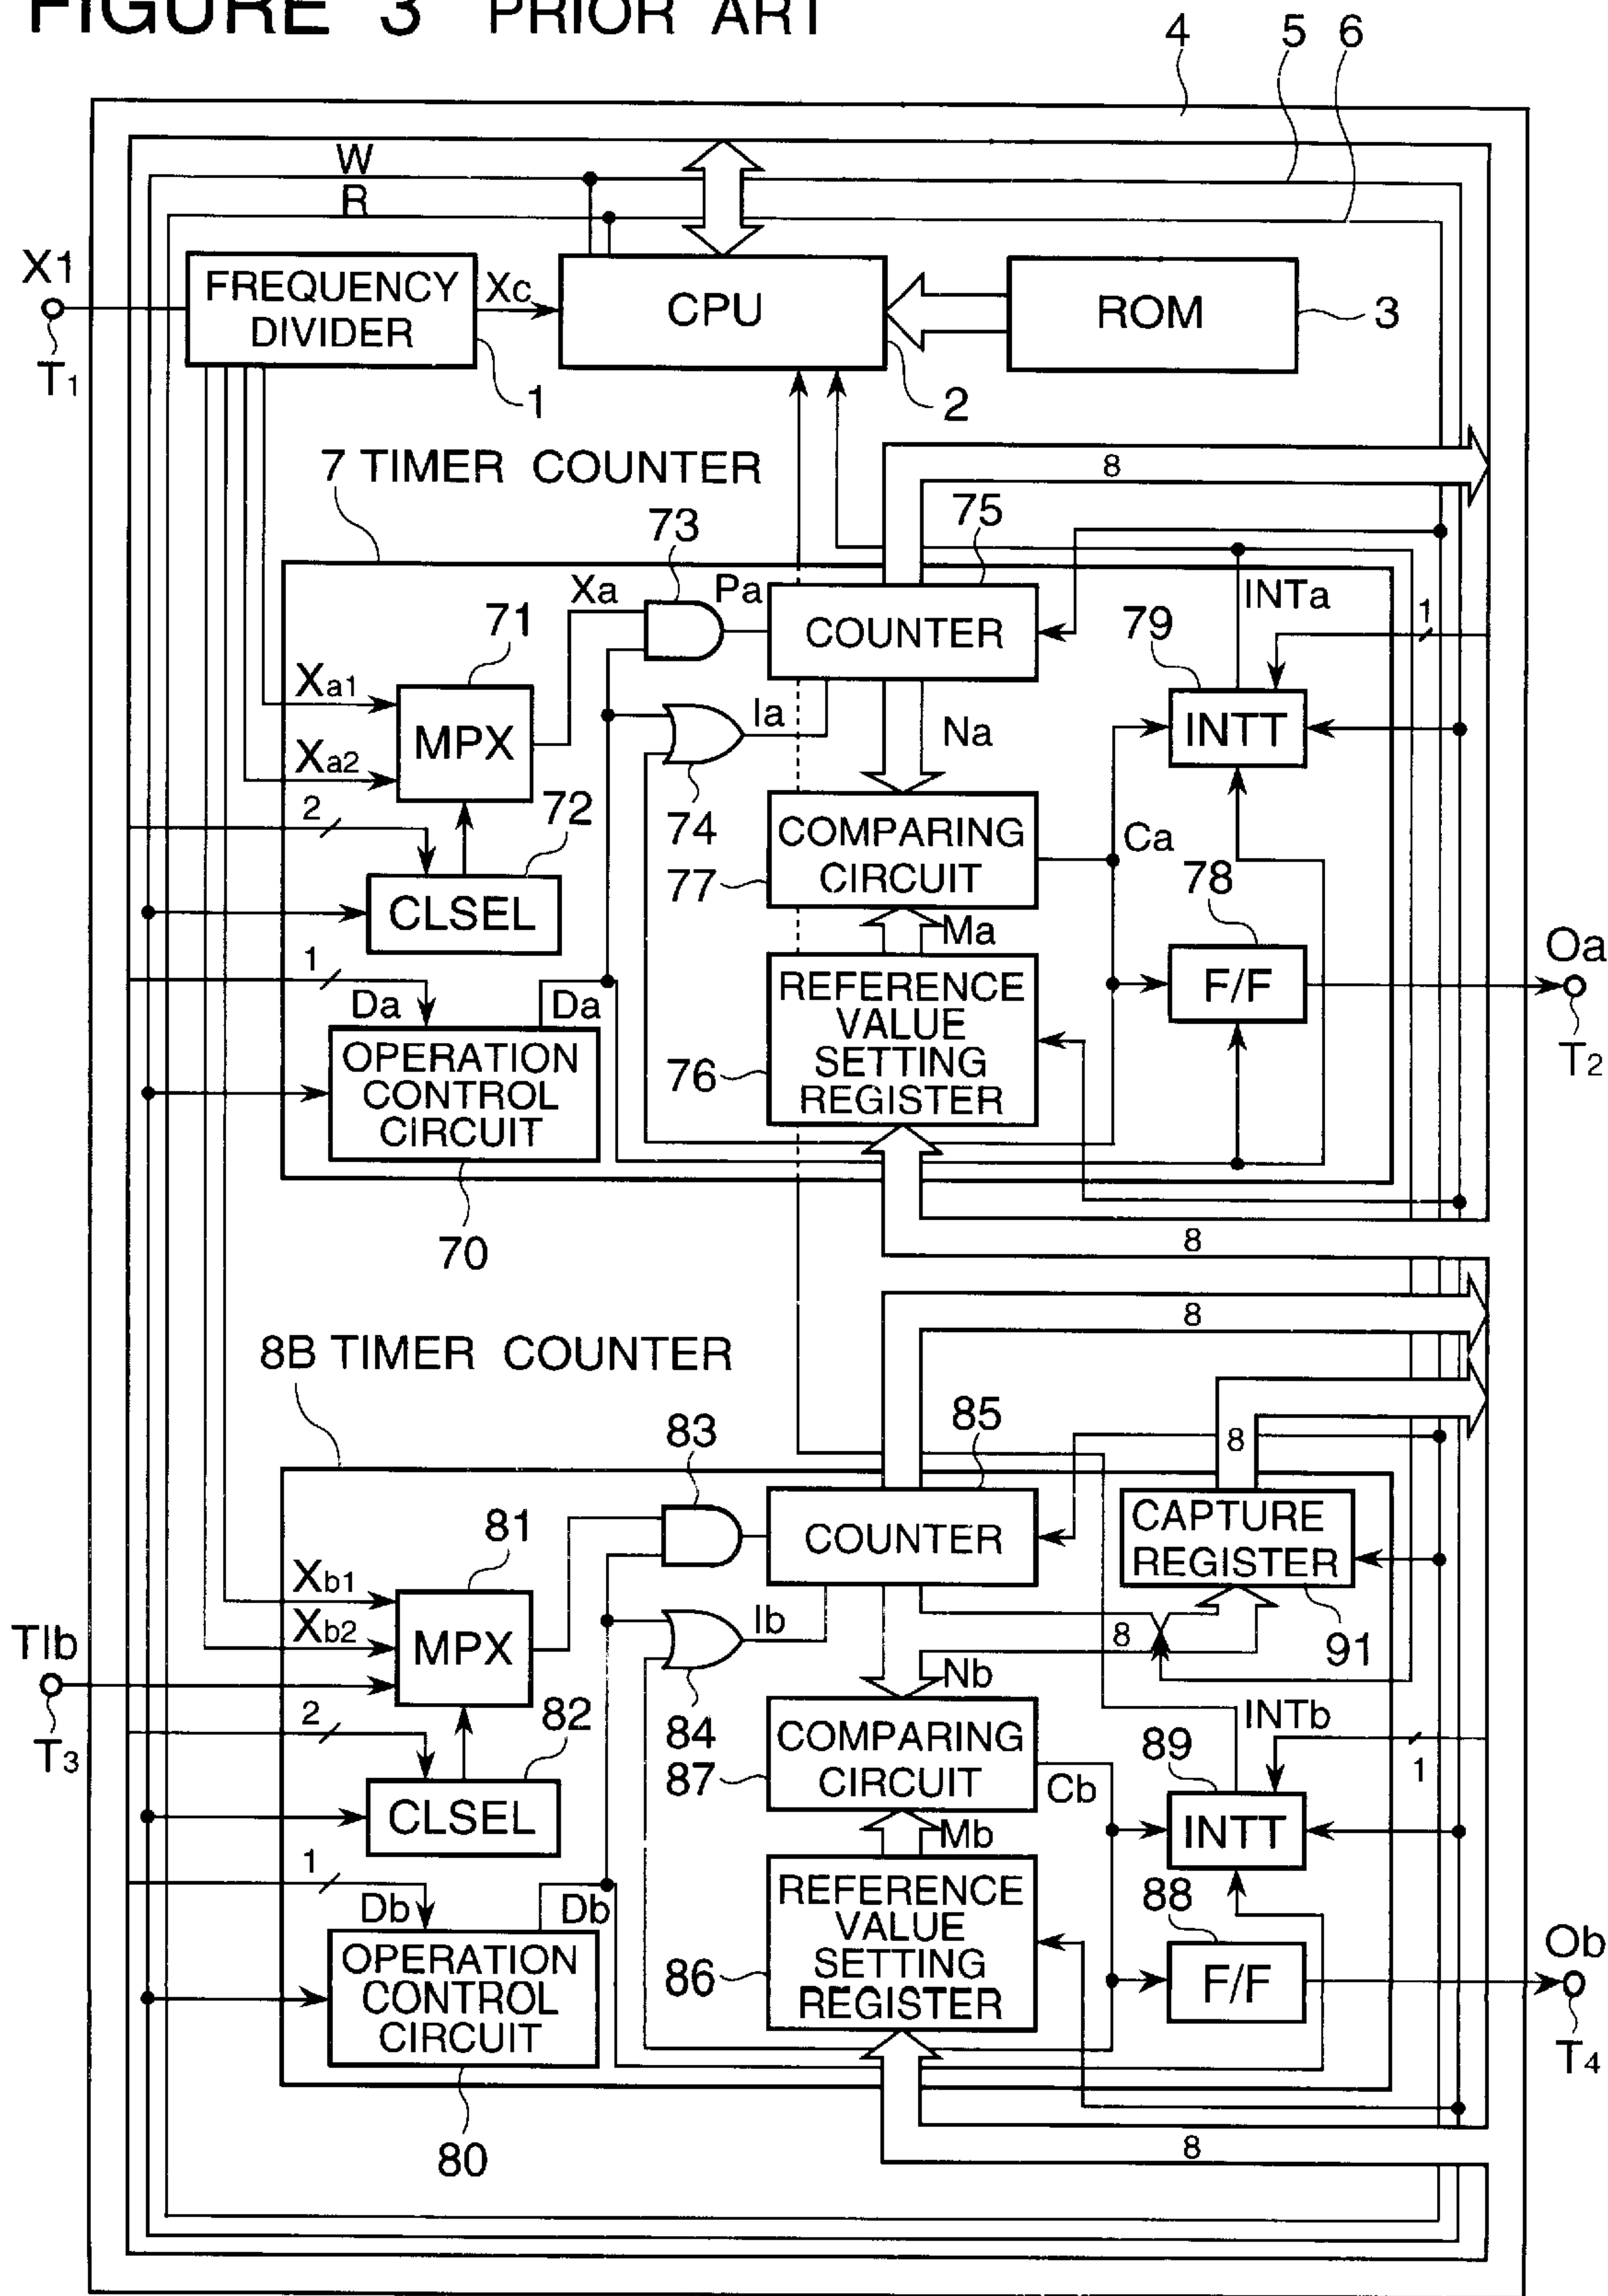 FIGURE 3 PRIOR ART
4 5 6
W
R
X1
T1
FREQUENCY
DIVIDER
Xc
1
CPU
2
ROM
3
7 TIMER COUNTER
8
73
75
Xa
Pa
COUNTER
INTa
1
71
79
Xa1
MPX
Xa2
Ia
Na
INTT
2
72
74
COMPARING
CIRCUIT
77
Ca
78
CLSEL
Ma
1
Da
Da
REFERENCE
VALUE
SETTING
REGISTER
76
F/F
Oa
T2
OPERATION
CONTROL
CIRCUIT
70
8
8
8B TIMER COUNTER
83
85
8
81
COUNTER
CAPTURE
REGISTER
Xb1
Xb2
MPX
TIb
T3
Ib
8
91
Nb
2
82
84
COMPARING
CIRCUIT
87
INTb
89
1
Cb
CLSEL
INTT
Mb
1
Db
Db
REFERENCE
VALUE
SETTING
REGISTER
86
88
F/F
Ob
T4
OPERATION
CONTROL
CIRCUIT
80
8